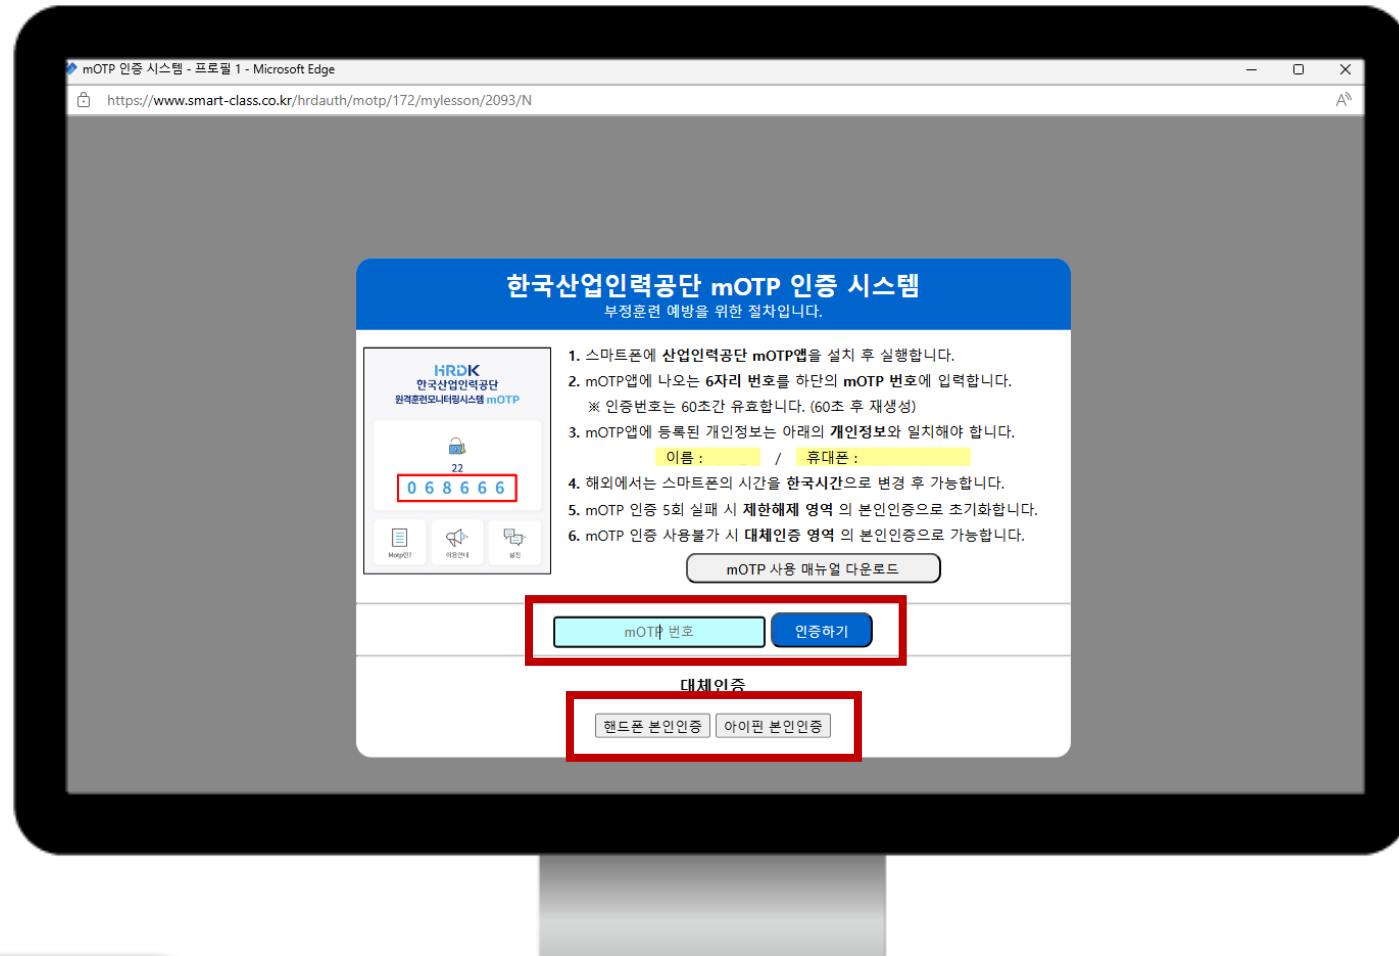 mOTP 인증 시스템 - 프로필 1 - Microsoft Edge
https://www.smart-class.co.kr/hrdauth/motp/172/mylesson/2093/N
한국산업인력공단 mOTP 인증 시스템
부정훈련 예방을 위한 절차입니다.
HRDK
한국산업인력공단
원격훈련모니터링시스템 mOTP
22
0 6 8 6 6 6
Motp란?
이용안내
설정
1. 스마트폰에 산업인력공단 mOTP앱을 설치 후 실행합니다.
2. mOTP앱에 나오는 6자리 번호를 하단의 mOTP 번호에 입력합니다.
※ 인증번호는 60초간 유효합니다. (60초 후 재생성)
3. mOTP앱에 등록된 개인정보는 아래의 개인정보와 일치해야 합니다.
이름 : / 휴대폰 :
4. 해외에서는 스마트폰의 시간을 한국시간으로 변경 후 가능합니다.
5. mOTP 인증 5회 실패 시 제한해제 영역 의 본인인증으로 초기화합니다.
6. mOTP 인증 사용불가 시 대체인증 영역 의 본인인증으로 가능합니다.
mOTP 사용 매뉴얼 다운로드
mOTP 번호
인증하기
대체인증
핸드폰 본인인증
아이핀 본인인증